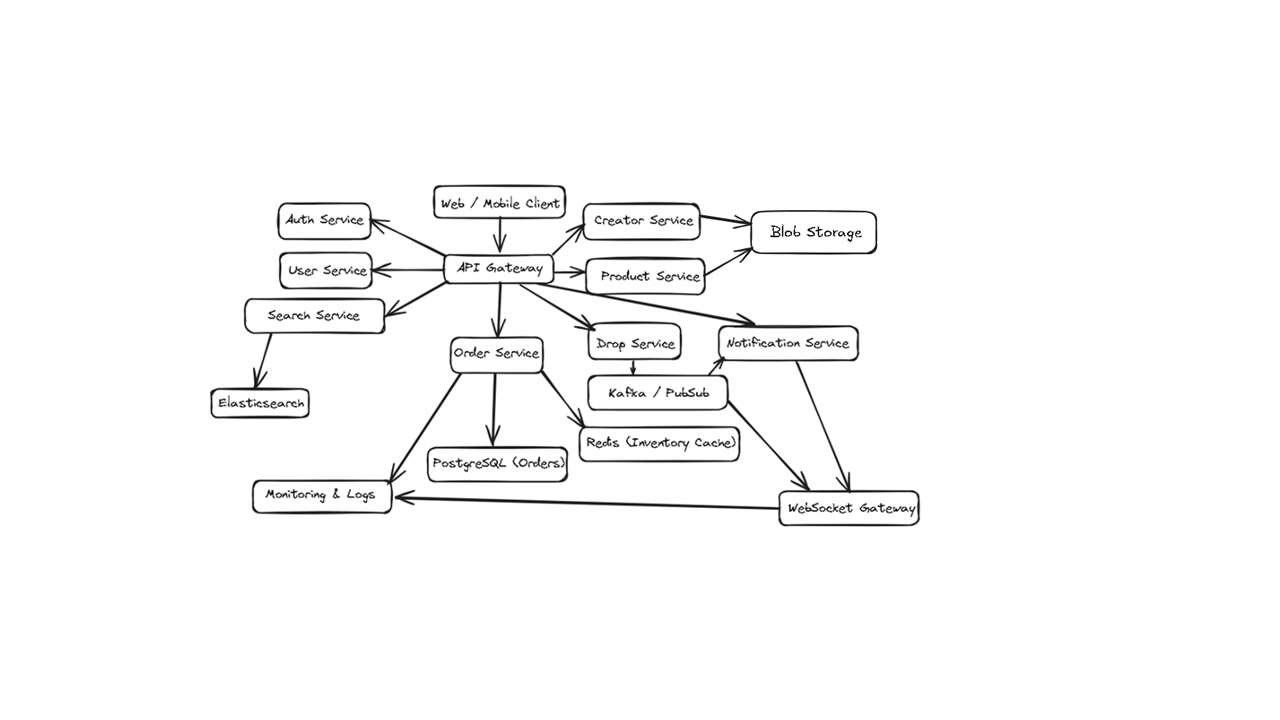 Web / Mobile Client
Auth Service
Creator Service
Blob Storage
User Service
API Gateway
Product Service
Search Service
Order Service
Drop Service
Notification Service
Elasticsearch
Kafka / PubSub
Redis (Inventory Cache)
PostgreSQL (Orders)
Monitoring & Logs
WebSocket Gateway